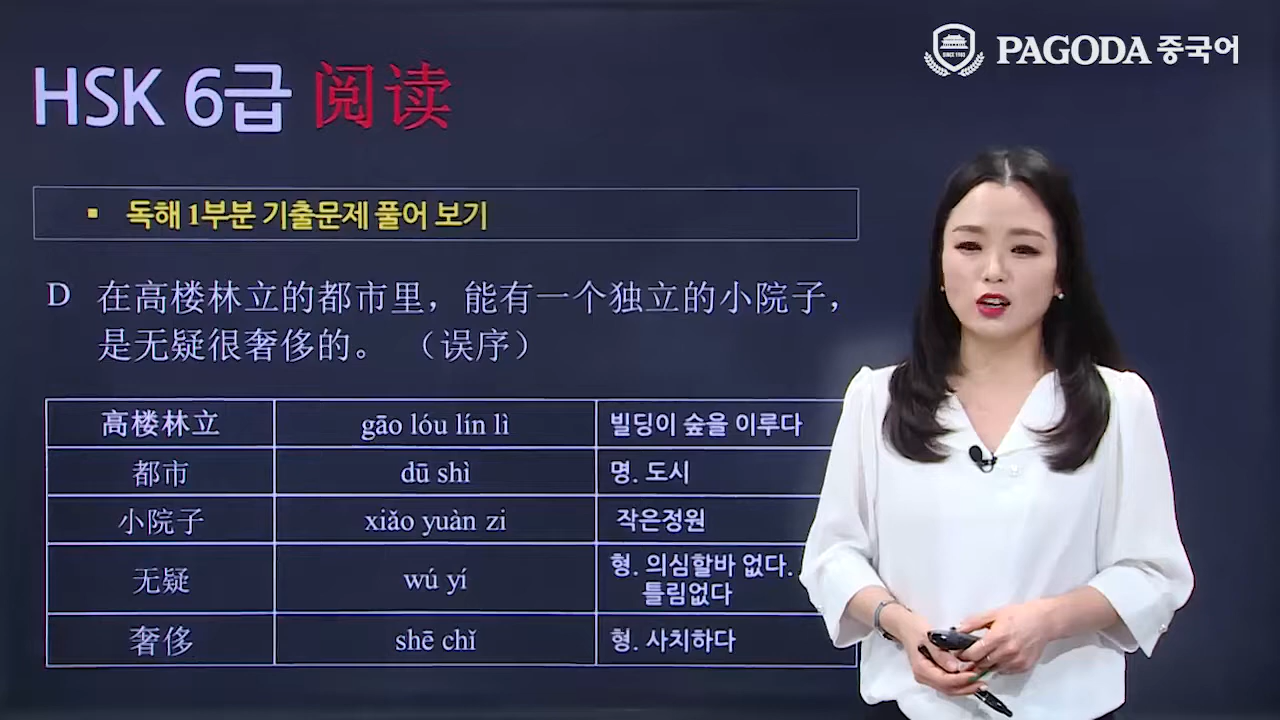 PAGODA 중국어
SINCE 1983
HSK 6급 阅读
▪ 독해 1부분 기출문제 풀어 보기
D 在高楼林立的都市里，能有一个独立的小院子，
是无疑很奢侈的。（误序）
高楼林立 gāo lóu lín lì 빌딩이 숲을 이루다
都市 dū shì 명. 도시
小院子 xiǎo yuàn zi 작은정원
无疑 wú yí 형. 의심할바 없다.
틀림없다
奢侈 shē chǐ 형. 사치하다